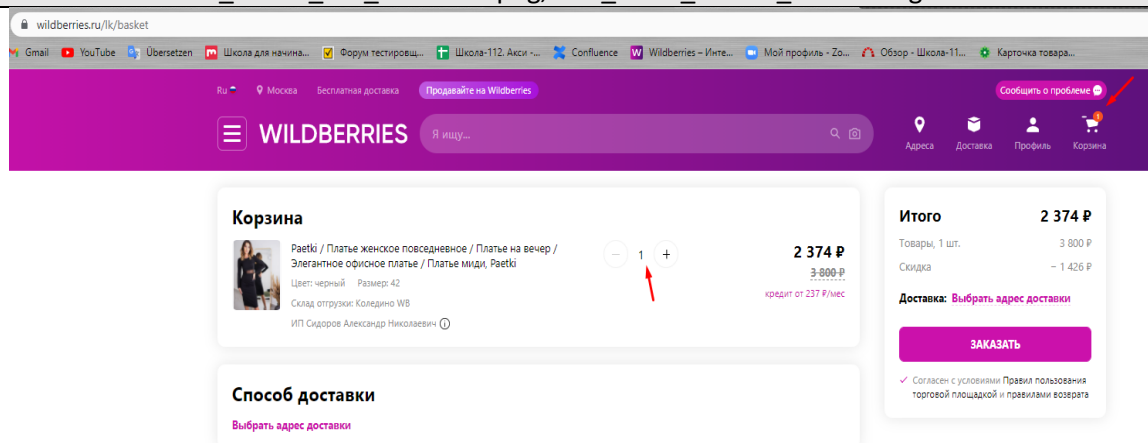 wildberries.ru/lk/basket
Gmail YouTube Übersetzen Школа для начина... Форум тестировщ... Школа-112. Акси -... Confluence Wildberries – Инте... Мой профиль - Zo... Обзор - Школа-11... Карточка товара...
Ru Москва Бесплатная доставка Продавайте на Wildberries Сообщить о проблеме
WILDBERRIES Я ищу... Адреса Доставка Профиль 1 Корзина
Корзина
Paetki / Платье женское повседневное / Платье на вечер /
Элегантное офисное платье / Платье миди, Paetki
Цвет: черный Размер: 42
Склад отгрузки: Коледино WB
ИП Сидоров Александр Николаевич
− 1 +
2 374 ₽
3 800 ₽
кредит от 237 ₽/мес
Способ доставки
Выбрать адрес доставки
Итого 2 374 ₽
Товары, 1 шт. 3 800 ₽
Скидка − 1 426 ₽
Доставка: Выбрать адрес доставки
ЗАКАЗАТЬ
Согласен с условиями Правил пользования
торговой площадкой и правилами возврата